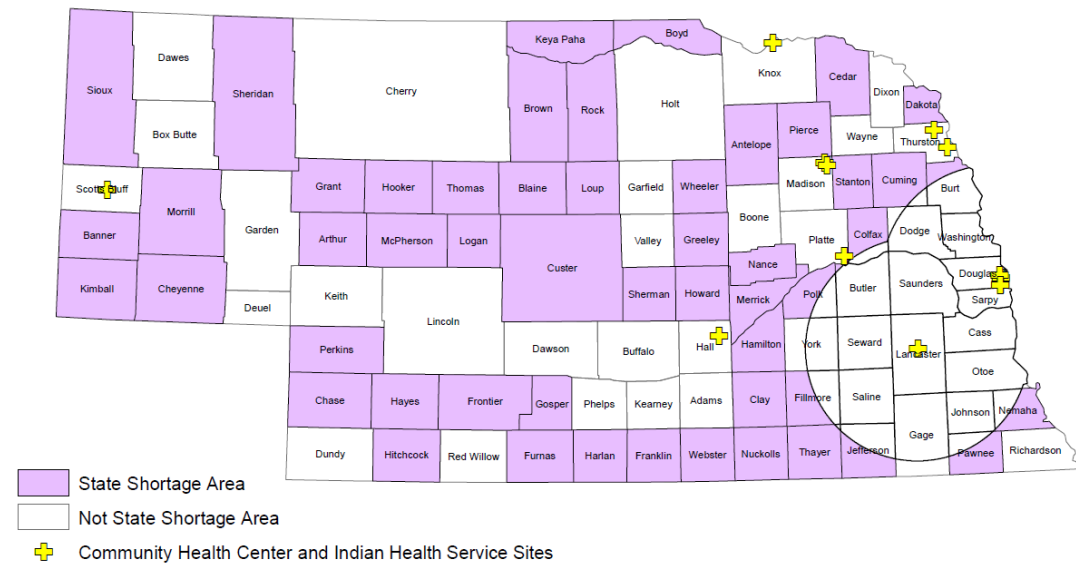 Keya Paha
Boyd
Dawes
Knox
Sioux
Sheridan
Cherry
Holt
Cedar
Dixon
Brown
Rock
Dakota
Box Butte
Pierce
Wayne
Thurston
Antelope
Scotts Bluff
Grant
Hooker
Thomas
Blaine
Loup
Garfield
Wheeler
Madison
Stanton
Cuming
Burt
Morrill
Garden
Boone
Banner
Arthur
McPherson
Logan
Valley
Greeley
Platte
Colfax
Dodge
Washington
Custer
Nance
Douglas
Kimball
Cheyenne
Keith
Sherman
Howard
Merrick
Polk
Butler
Saunders
Sarpy
Deuel
Lincoln
Cass
Perkins
Dawson
Buffalo
Hall
Hamilton
York
Seward
Lancaster
Otoe
Chase
Hayes
Frontier
Gosper
Phelps
Kearney
Adams
Clay
Fillmore
Saline
Johnson
Nemaha
Gage
Dundy
Hitchcock
Red Willow
Furnas
Harlan
Franklin
Webster
Nuckolls
Thayer
Jefferson
Pawnee
Richardson
State Shortage Area
Not State Shortage Area
Community Health Center and Indian Health Service Sites